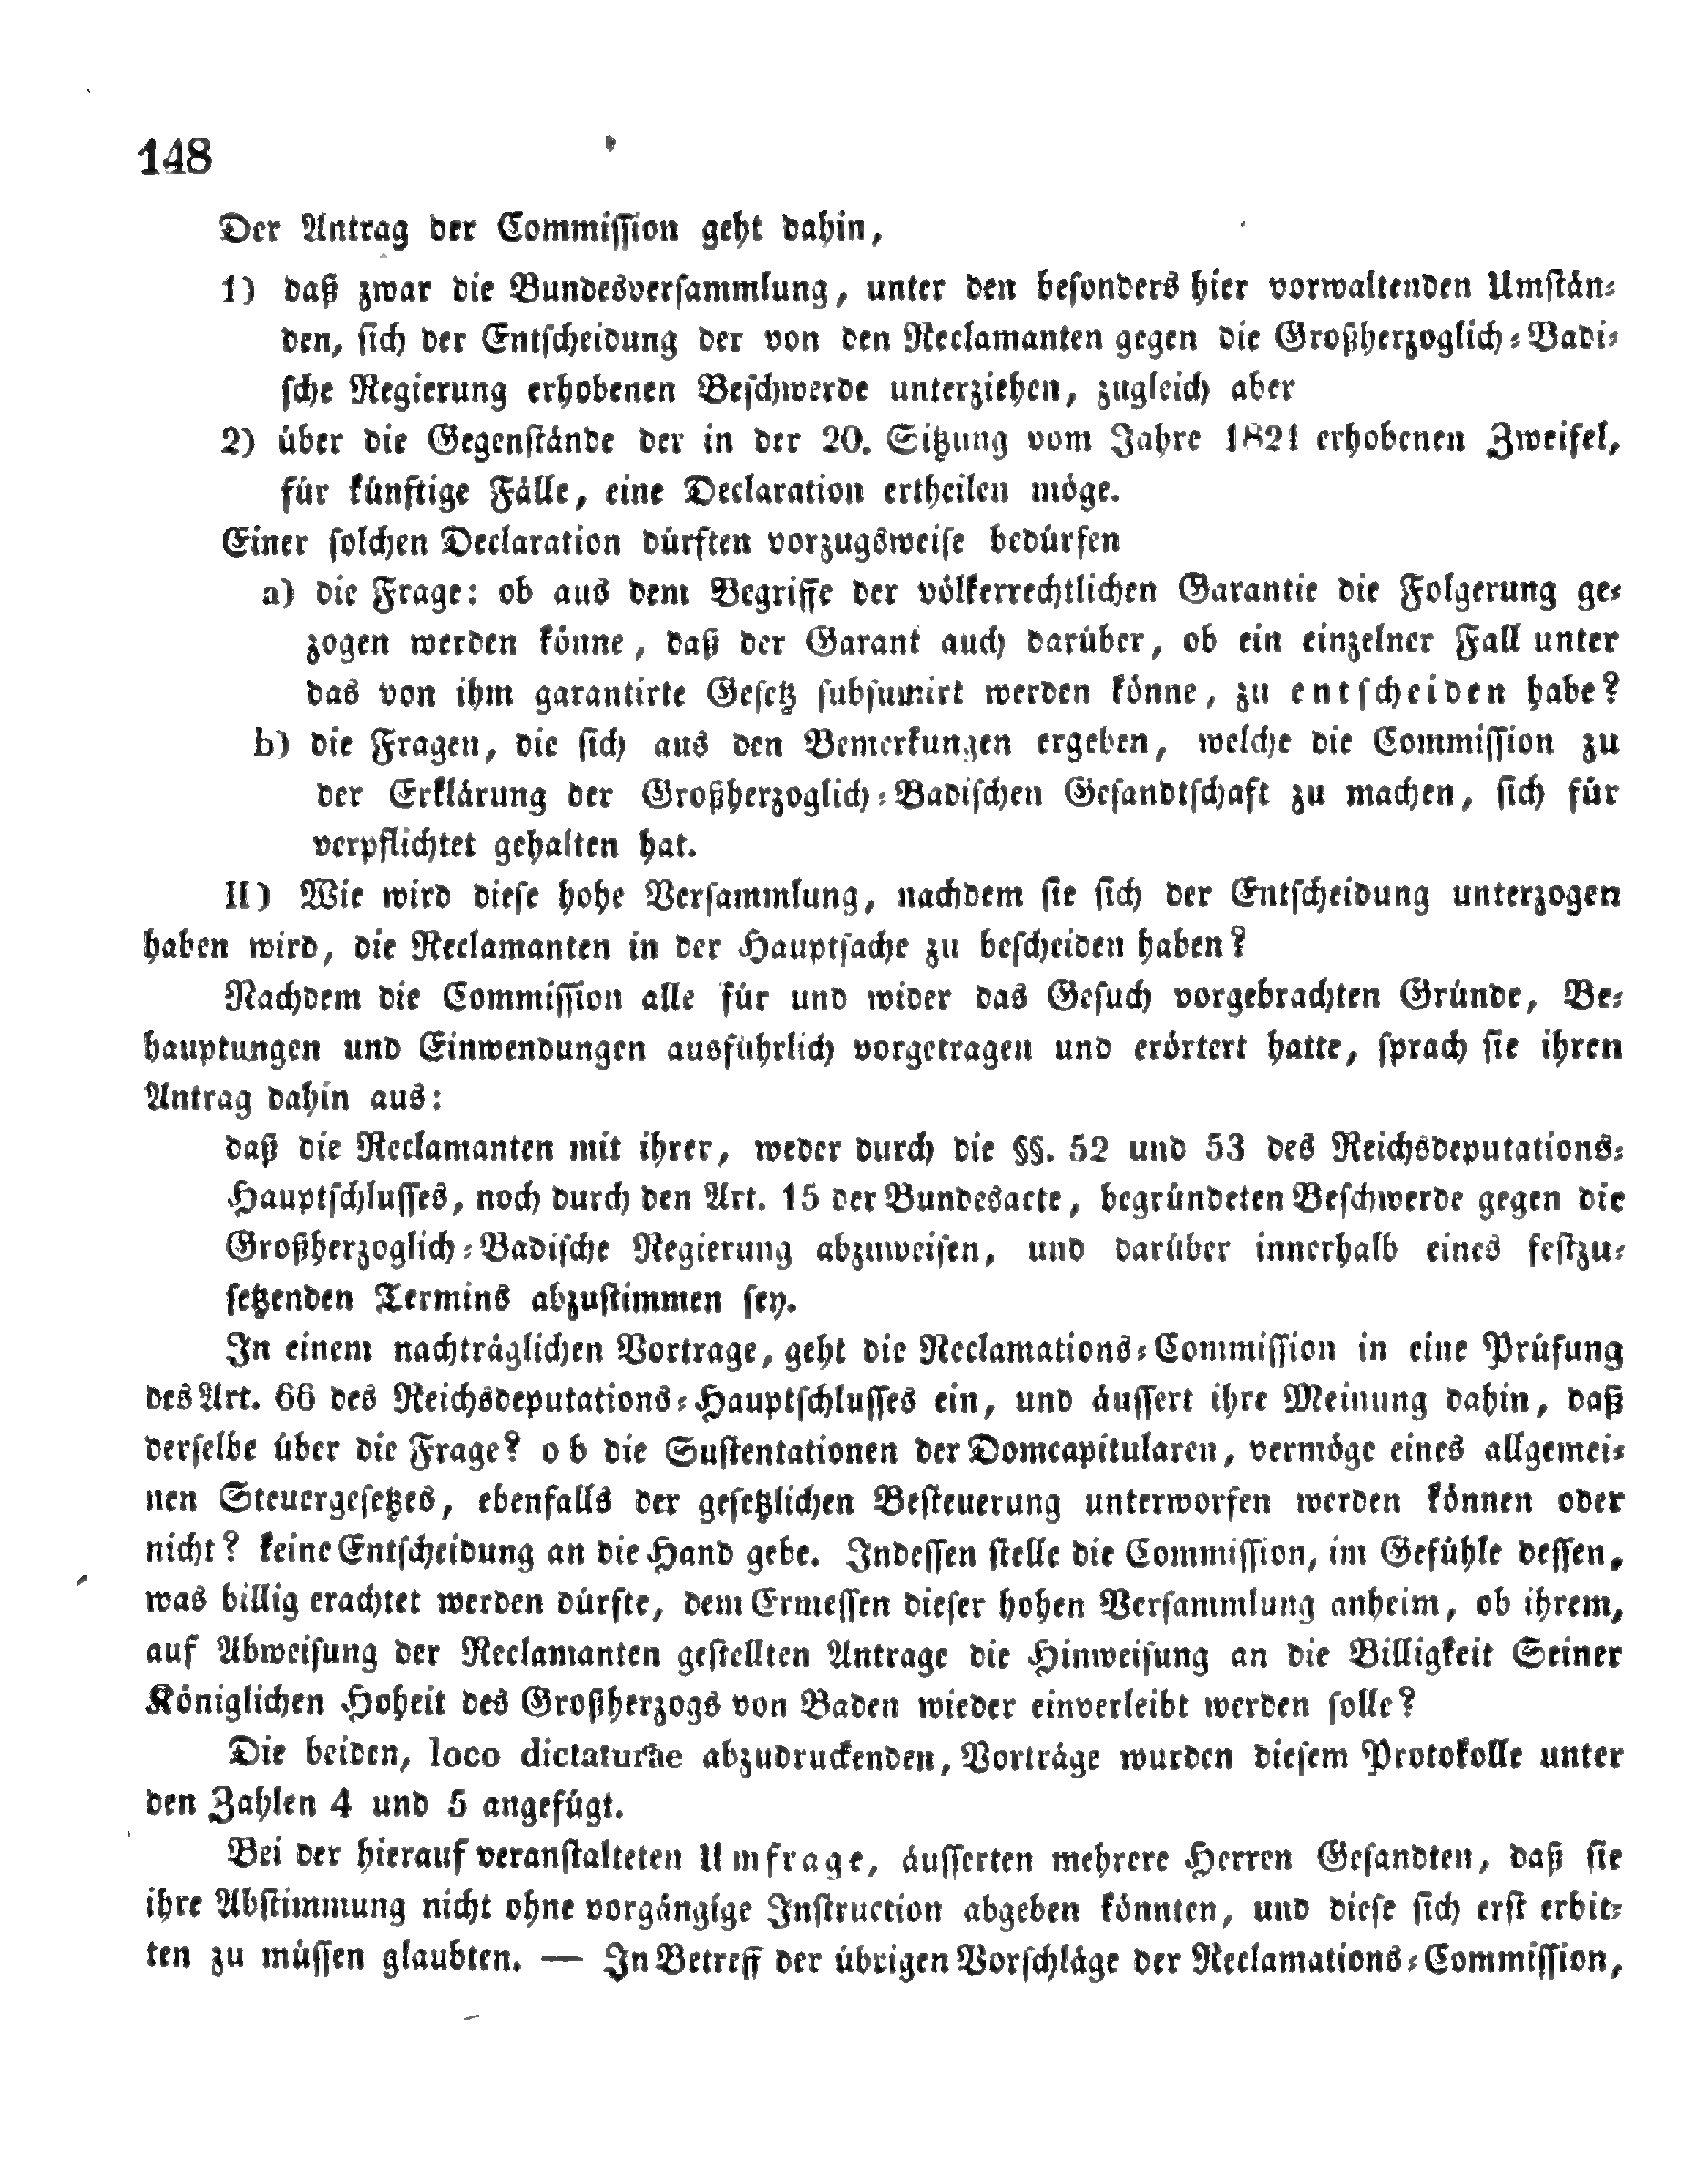 148
Der Antrag der Commission geht dahin,
1) daß zwar die Bundesversammlung, unter den besonders hier vorwaltenden Umstän-
den, sich der Entscheidung der von den Reclamanten gegen die Großherzoglich-Badi-
sche Regierung erhobenen Beschwerde unterziehen, zugleich aber
2) über die Gegenstände der in der 20. Sitzung vom Jahre 1821 erhobenen Zweifel,
für künftige Fälle, eine Declaration ertheilen möge.
Einer solchen Declaration dürften vorzugsweise bedürfen
a) die Frage: ob aus dem Begriffe der völkerrechtlichen Garantie die Folgerung ge-
zogen werden könne, daß der Garant auch darüber, ob ein einzelner Fall unter
das von ihm garantirte Gesetz subsumirt werden könne, zu entscheiden habe?
b) die Fragen, die sich aus den Bemerkungen ergeben, welche die Commission zu
der Erklärung der Großherzoglich-Badischen Gesandtschaft zu machen, sich für
verpflichtet gehalten hat.
II) Wie wird diese hohe Versammlung, nachdem sie sich der Entscheidung unterzogen
haben wird, die Reclamanten in der Hauptsache zu bescheiden haben?
Nachdem die Commission alle für und wider das Gesuch vorgebrachten Gründe, Be-
hauptungen und Einwendungen ausführlich vorgetragen und erörtert hatte, sprach sie ihren
Antrag dahin aus:
daß die Reclamanten mit ihrer, weder durch die §§. 52 und 53 des Reichsdeputations-
Hauptschlusses, noch durch den Art. 15 der Bundesacte, begründeten Beschwerde gegen die
Großherzoglich-Badische Regierung abzuweisen, und darüber innerhalb eines festzu-
setzenden Termins abzustimmen sey.
In einem nachträglichen Vortrage, geht die Reclamations-Commission in eine Prüfung
des Art. 66 des Reichsdeputations-Hauptschlusses ein, und äussert ihre Meinung dahin, daß
derselbe über die Frage? ob die Sustentationen der Domcapitularen, vermöge eines allgemei-
nen Steuergesetzes, ebenfalls der gesetzlichen Besteuerung unterworfen werden können oder
nicht? keine Entscheidung an die Hand gebe. Indessen stelle die Commission, im Gefühle dessen,
was billig erachtet werden dürfte, dem Ermessen dieser hohen Versammlung anheim, ob ihrem,
auf Abweisung der Reclamanten gestellten Antrage die Hinweisung an die Billigkeit Seiner
Königlichen Hoheit des Großherzogs von Baden wieder einverleibt werden solle?
Die beiden, loco dictaturae abzudruckenden, Vorträge wurden diesem Protokolle unter
den Zahlen 4 und 5 angefügt.
Bei der hierauf veranstalteten Umfrage, äusserten mehrere Herren Gesandten, daß sie
ihre Abstimmung nicht ohne vorgängige Instruction abgeben könnten, und diese sich erst erbit-
ten zu müssen glaubten. — In Betreff der übrigen Vorschläge der Reclamations-Commission,